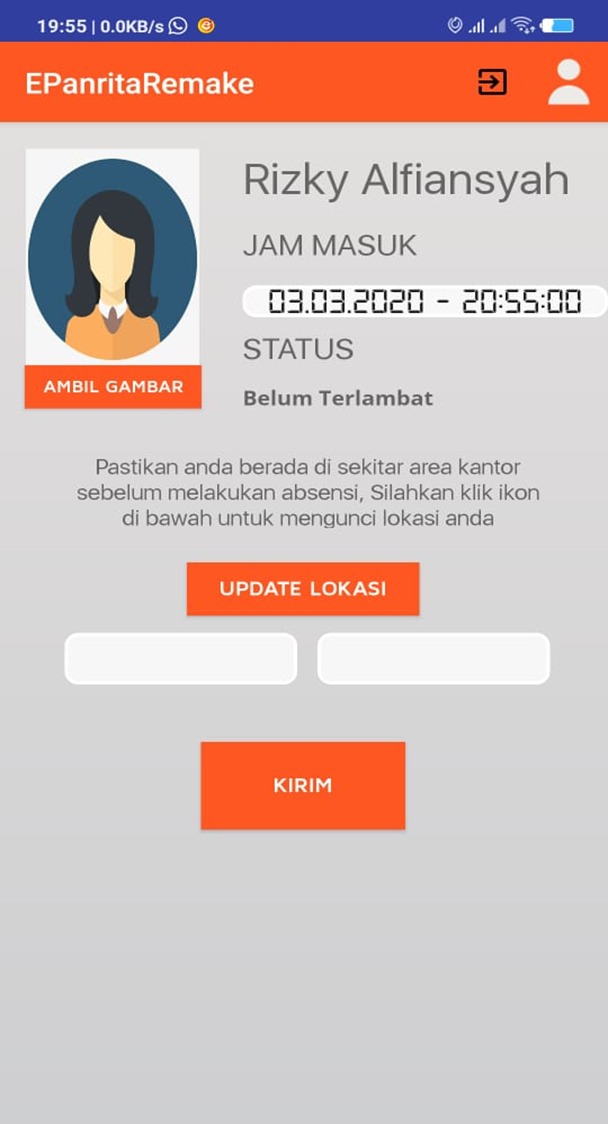 19:55 | 0.0KB/s
EPanritaRemake
Rizky Alfiansyah
JAM MASUK
03.03.2020 - 20:55:00
STATUS
Belum Terlambat
AMBIL GAMBAR
Pastikan anda berada di sekitar area kantor
sebelum melakukan absensi, Silahkan klik ikon
di bawah untuk mengunci lokasi anda
UPDATE LOKASI
KIRIM